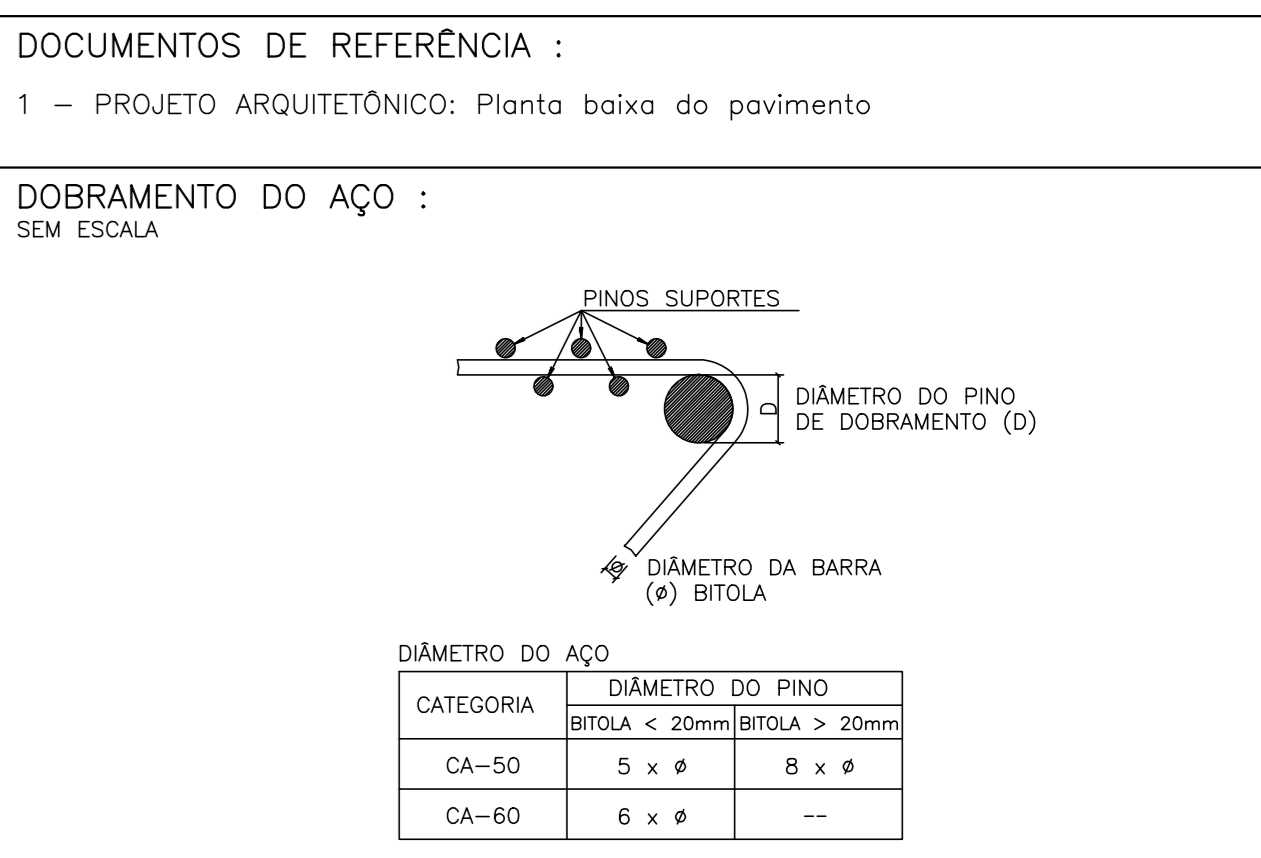 DOCUMENTOS DE REFERÊNCIA :
1 – PROJETO ARQUITETÔNICO: Planta baixa do pavimento
DOBRAMENTO DO AÇO :
SEM ESCALA
PINOS SUPORTES
D
DIÂMETRO DO PINO
DE DOBRAMENTO (D)
ø
DIÂMETRO DA BARRA
(ø) BITOLA
DIÂMETRO DO AÇO
CATEGORIA
DIÂMETRO DO PINO
BITOLA < 20mm BITOLA > 20mm
CA–50 5 x ø 8 x ø
CA–60 6 x ø --